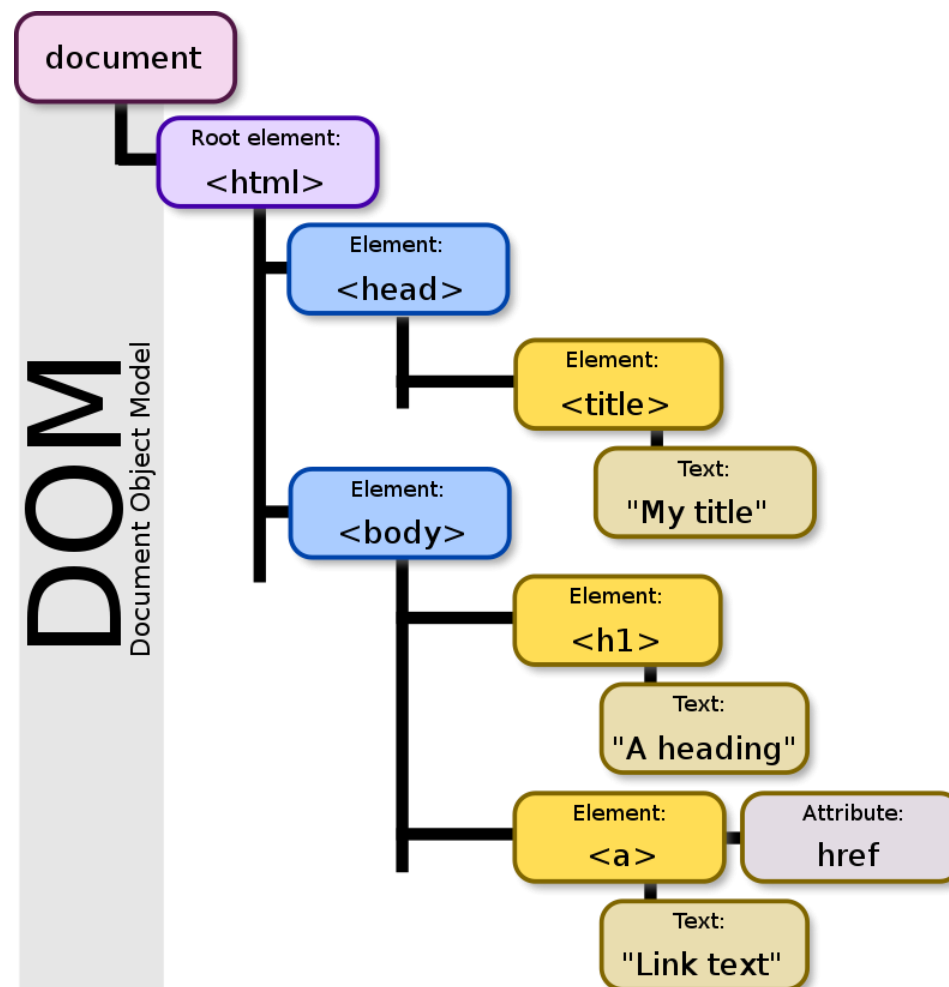 document
Root element:
<html>
Element:
<head>
Element:
<title>
Text:
"My title"
Element:
<body>
Element:
<h1>
Text:
"A heading"
Element:
<a>
Attribute:
href
Text:
"Link text"
DOM
Document Object Model